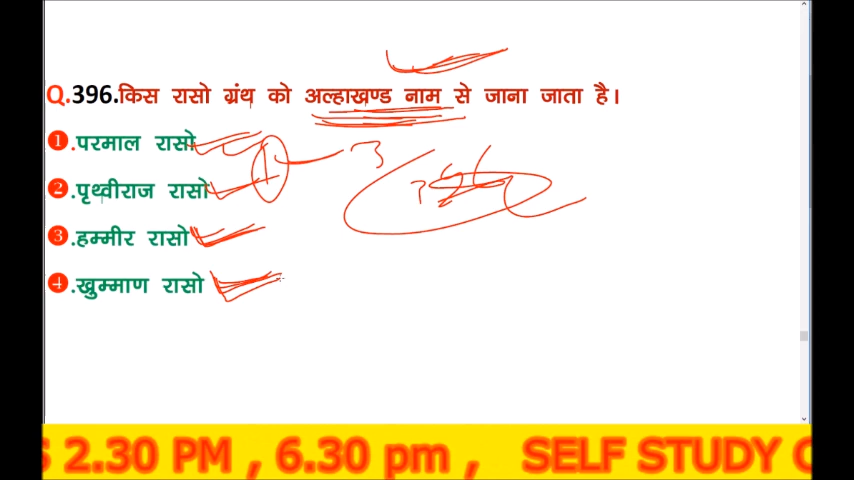 Q.396.किस रासो ग्रंथ को अल्हाखण्ड नाम से जाना जाता है।
1.परमाल रासो
2.पृथ्वीराज रासो
3.हम्मीर रासो
4.खुम्माण रासो
2.30 PM , 6.30 pm , SELF STUDY